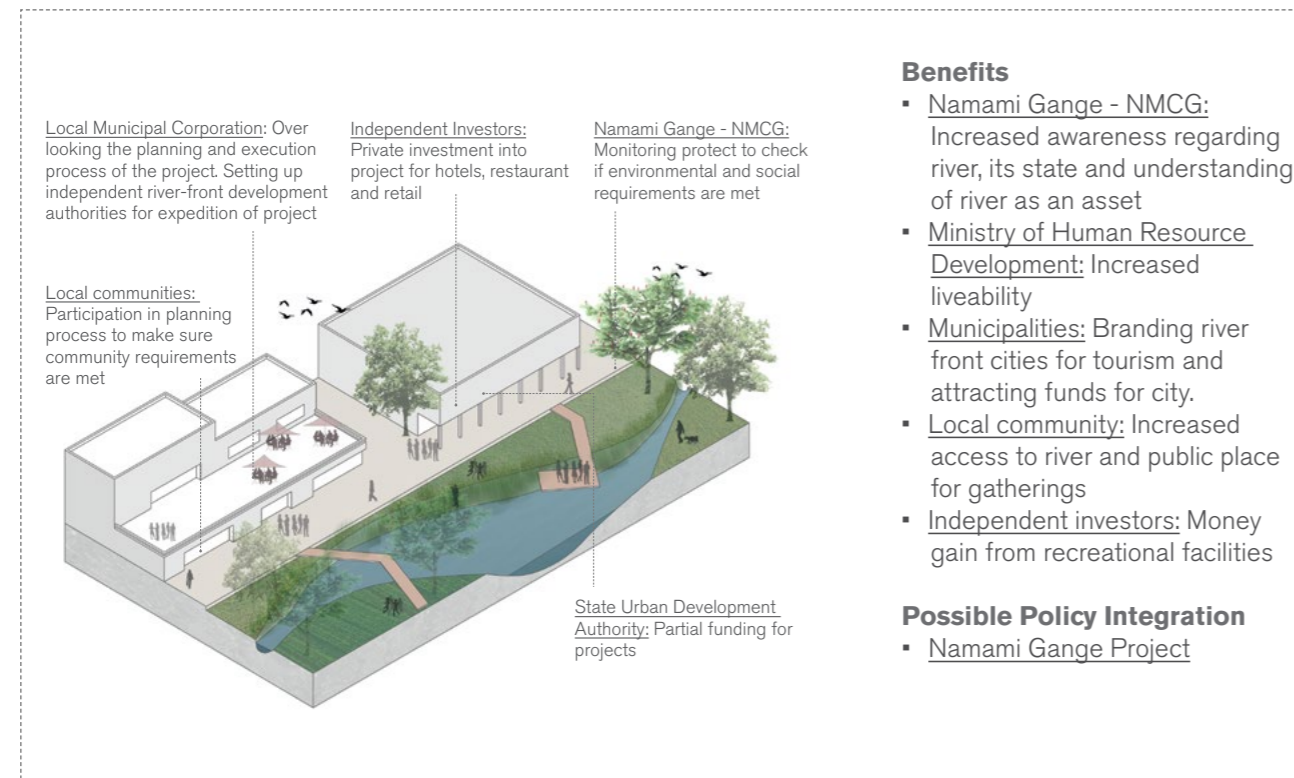 Local Municipal Corporation: Over
looking the planning and execution
process of the project. Setting up
independent river-front development
authorities for expedition of project
Independent Investors:
Private investment into
project for hotels, restaurant
and retail
Namami Gange - NMCG:
Monitoring protect to check
if environmental and social
requirements are met
Local communities:
Participation in planning
process to make sure
community requirements
are met
State Urban Development
Authority: Partial funding for
projects
Benefits
▪ Namami Gange - NMCG:
Increased awareness regarding
river, its state and understanding
of river as an asset
▪ Ministry of Human Resource
Development: Increased
liveability
▪ Municipalities: Branding river
front cities for tourism and
attracting funds for city.
▪ Local community: Increased
access to river and public place
for gatherings
▪ Independent investors: Money
gain from recreational facilities
Possible Policy Integration
▪ Namami Gange Project